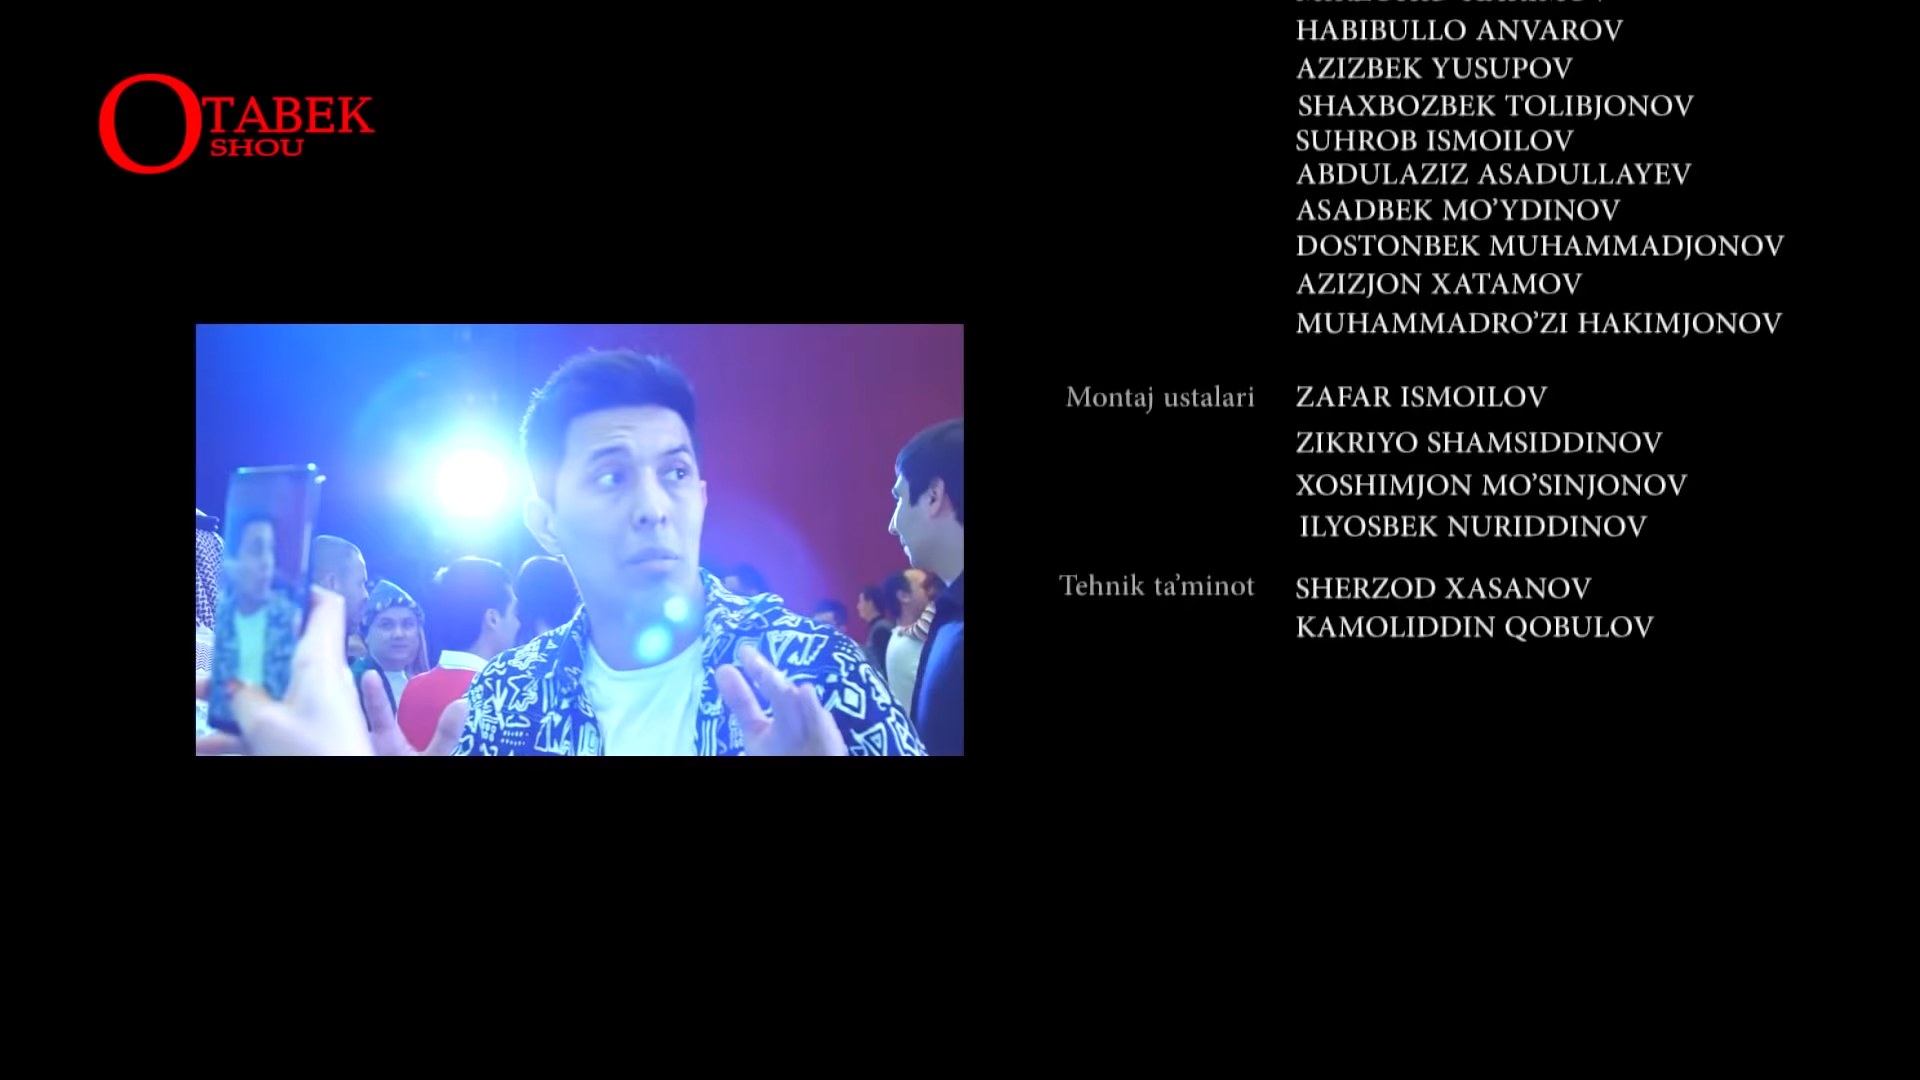 OTABEK
SHOU
HABIBULLO ANVAROV
AZIZBEK YUSUPOV
SHAXBOZBEK TOLIBJONOV
SUHROB ISMOILOV
ABDULAZIZ ASADULLAYEV
ASADBEK MO’YDINOV
DOSTONBEK MUHAMMADJONOV
AZIZJON XATAMOV
MUHAMMADRO’ZI HAKIMJONOV
Montaj ustalari ZAFAR ISMOILOV
ZIKRIYO SHAMSIDDINOV
XOSHIMJON MO’SINJONOV
ILYOSBEK NURIDDINOV
Tehnik ta’minot SHERZOD XASANOV
KAMOLIDDIN QOBULOV